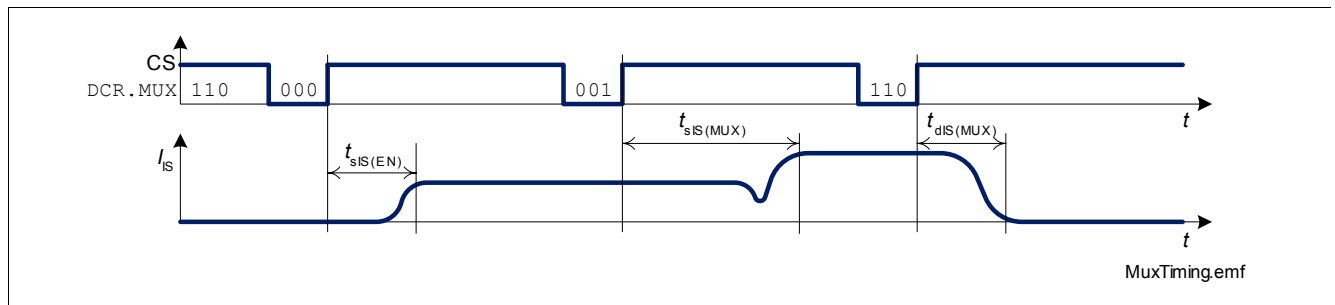 CS
DCR.MUX 110 000 001 110
t
tsIS(MUX) tdIS(MUX)
IIS tsIS(EN)
t
MuxTiming.emf